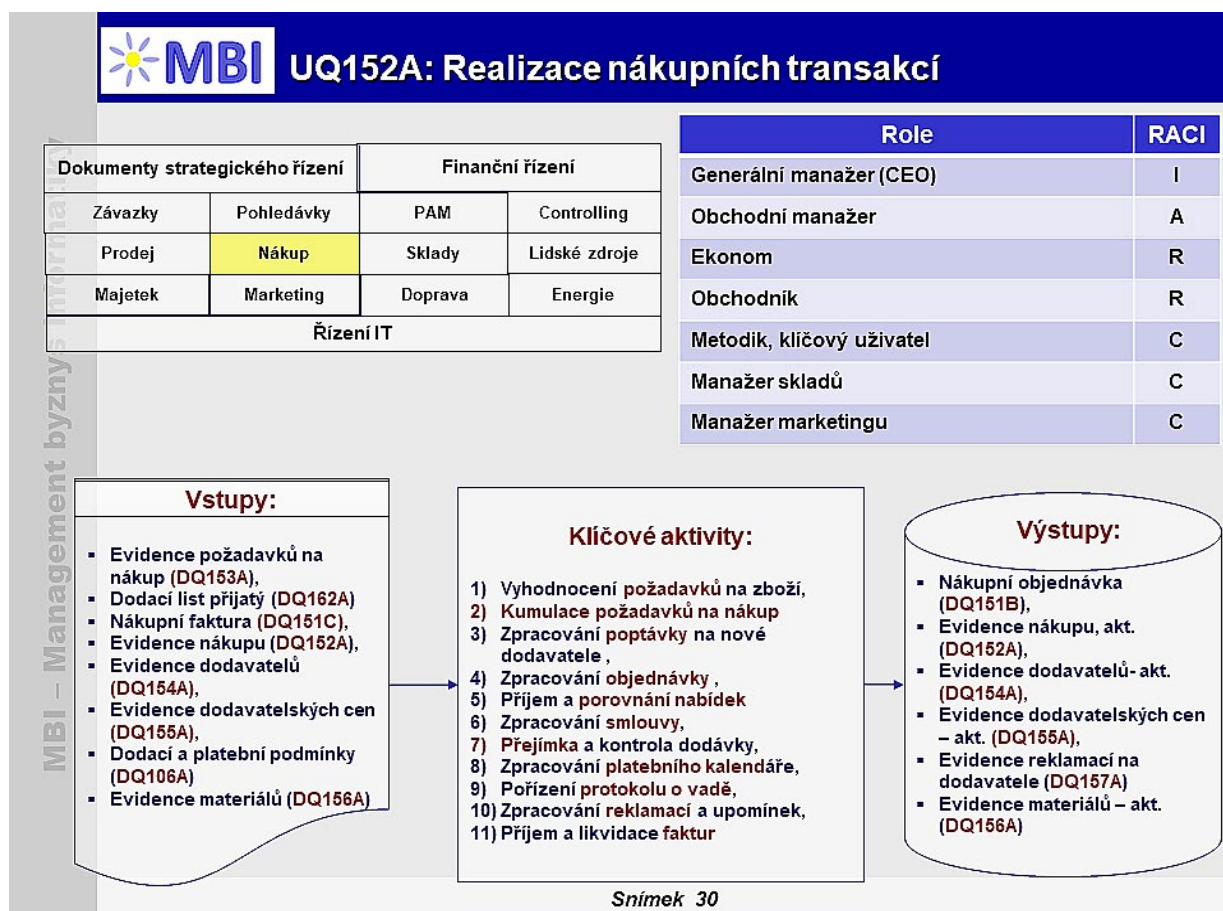 MBI UQ152A: Realizace nákupních transakcí
MBI – Management byznys informatiky
Dokumenty strategického řízení Finanční řízení
Závazky Pohledávky PAM Controlling
Prodej Nákup Sklady Lidské zdroje
Majetek Marketing Doprava Energie
Řízení IT
Role RACI
Generální manažer (CEO) I
Obchodní manažer A
Ekonom R
Obchodník R
Metodik, klíčový uživatel C
Manažer skladů C
Manažer marketingu C
Vstupy:
▪ Evidence požadavků na
nákup (DQ153A),
▪ Dodací list přijatý (DQ162A)
▪ Nákupní faktura (DQ151C),
▪ Evidence nákupu (DQ152A),
▪ Evidence dodavatelů
(DQ154A),
▪ Evidence dodavatelských cen
(DQ155A),
▪ Dodací a platební podmínky
(DQ106A)
▪ Evidence materiálů (DQ156A)
Klíčové aktivity:
1) Vyhodnocení požadavků na zboží,
2) Kumulace požadavků na nákup
3) Zpracování poptávky na nové
dodavatele ,
4) Zpracování objednávky ,
5) Příjem a porovnání nabídek
6) Zpracování smlouvy,
7) Přejímka a kontrola dodávky,
8) Zpracování platebního kalendáře,
9) Pořízení protokolu o vadě,
10) Zpracování reklamací a upomínek,
11) Příjem a likvidace faktur
Výstupy:
▪ Nákupní objednávka
(DQ151B),
▪ Evidence nákupu, akt.
(DQ152A),
▪ Evidence dodavatelů- akt.
(DQ154A),
▪ Evidence dodavatelských cen
– akt. (DQ155A),
▪ Evidence reklamací na
dodavatele (DQ157A)
▪ Evidence materiálů – akt.
(DQ156A)
Snímek 30